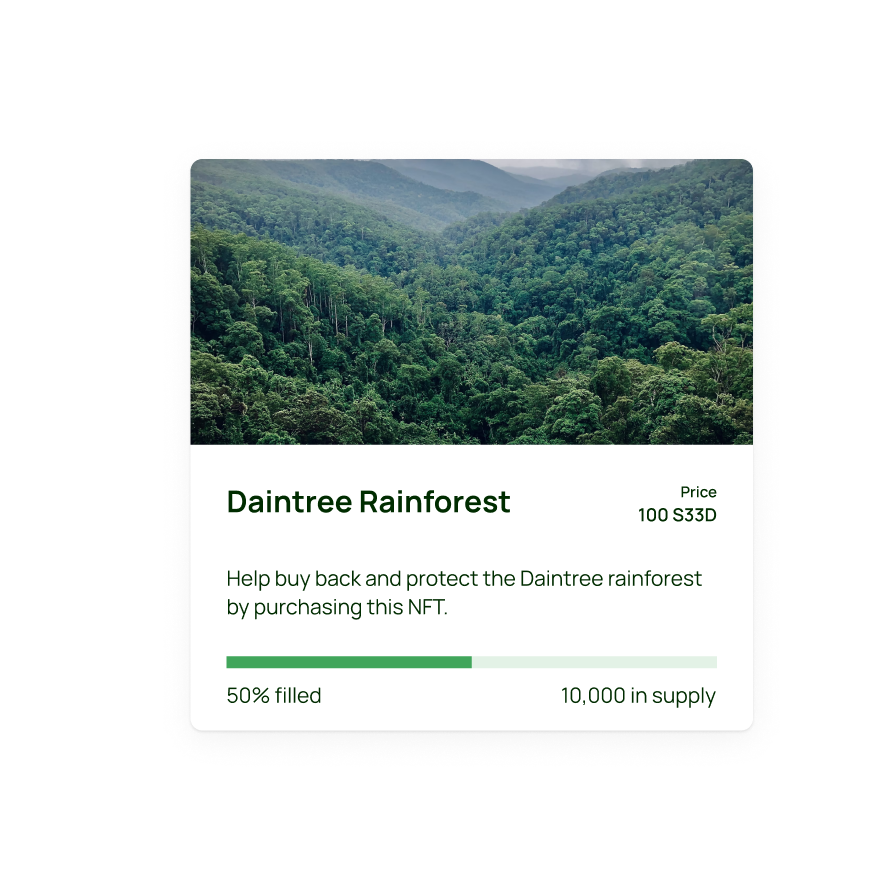 Daintree Rainforest
Price
100 S33D
Help buy back and protect the Daintree rainforest
by purchasing this NFT.
50% filled
10,000 in supply